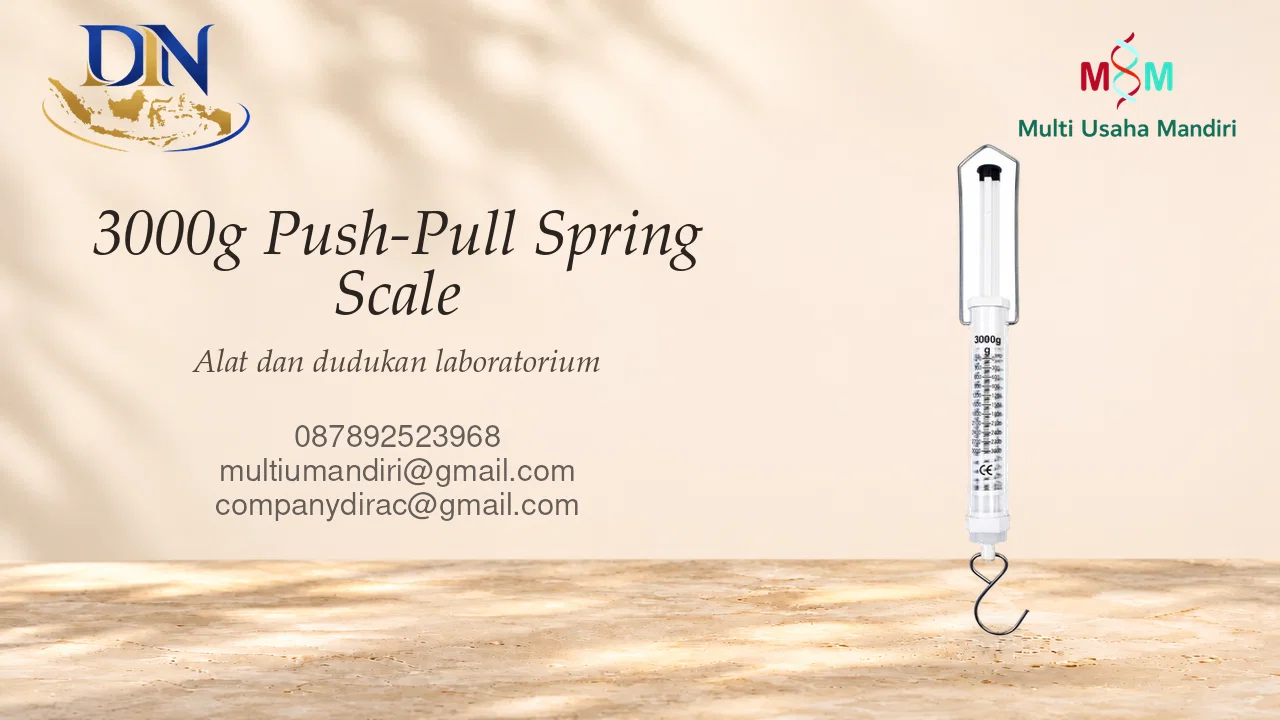 DN
M M
Multi Usaha Mandiri
3000g Push-Pull Spring
Scale
Alat dan dudukan laboratorium
087892523968
multiumandiri@gmail.com
companydirac@gmail.com
3000g
g
CE